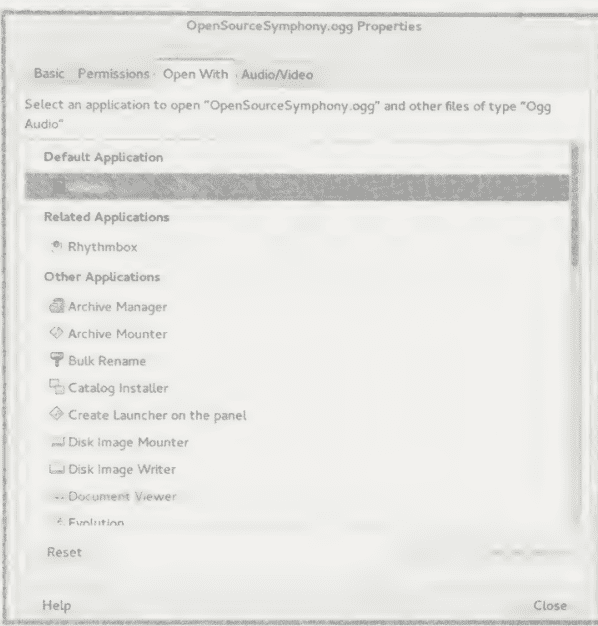 OpenSourceSymphony.ogg Properties
Basic Permissions Open With Audio/Video
Select an application to open "OpenSourceSymphony.ogg" and other files of type "Ogg
Audio"
Default Application
Related Applications
Rhythmbox
Other Applications
Archive Manager
Archive Mounter
Bulk Rename
Catalog Installer
Create Launcher on the panel
Disk Image Mounter
Disk Image Writer
Document Viewer
Evolution
Reset
Help Close